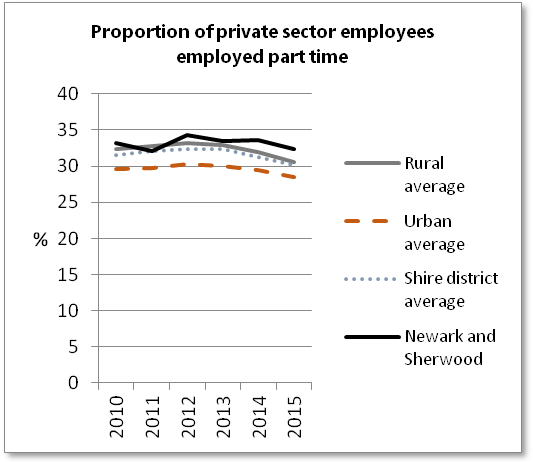 Proportion of private sector employees
employed part time
40
35
30
25
20
15
10
5
0
%
2010
2011
2012
2013
2014
2015
Rural
average
Urban
average
Shire district
average
Newark and
Sherwood